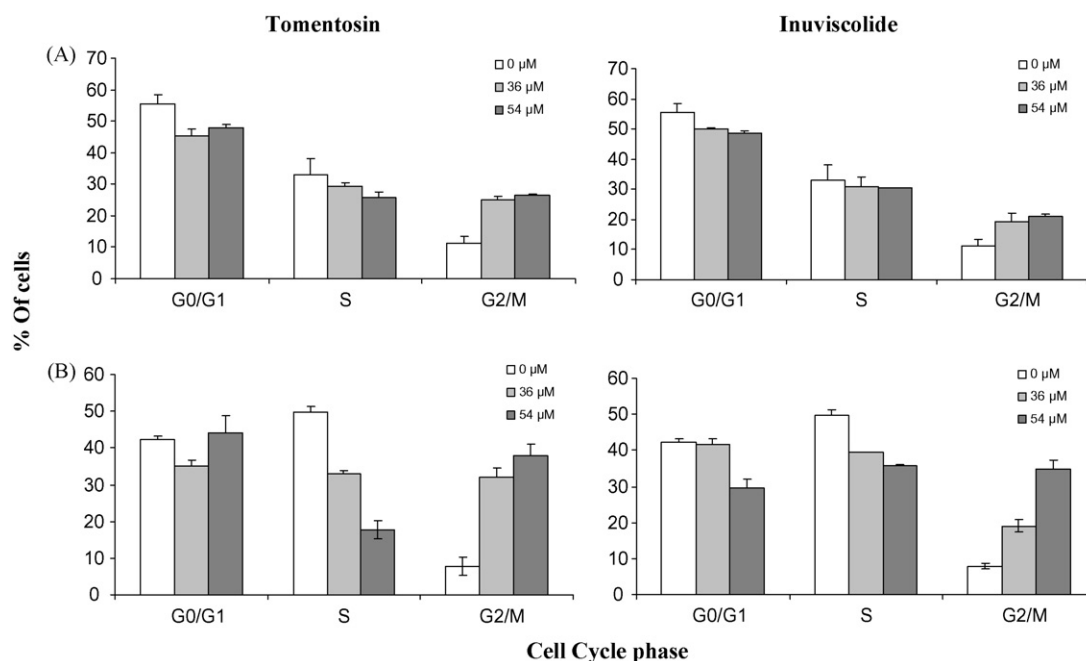 Tomentosin
Inuviscolide
(A)
70
60
50
40
30
20
10
0
0 µM
36 µM
54 µM
G0/G1 S G2/M
70
60
50
40
30
20
10
0
0 µM
36 µM
54 µM
G0/G1 S G2/M
% Of cells
(B)
60
50
40
30
20
10
0
0 µM
36 µM
54 µM
G0/G1 S G2/M
60
50
40
30
20
10
0
0 µM
36 µM
54 µM
G0/G1 S G2/M
Cell Cycle phase